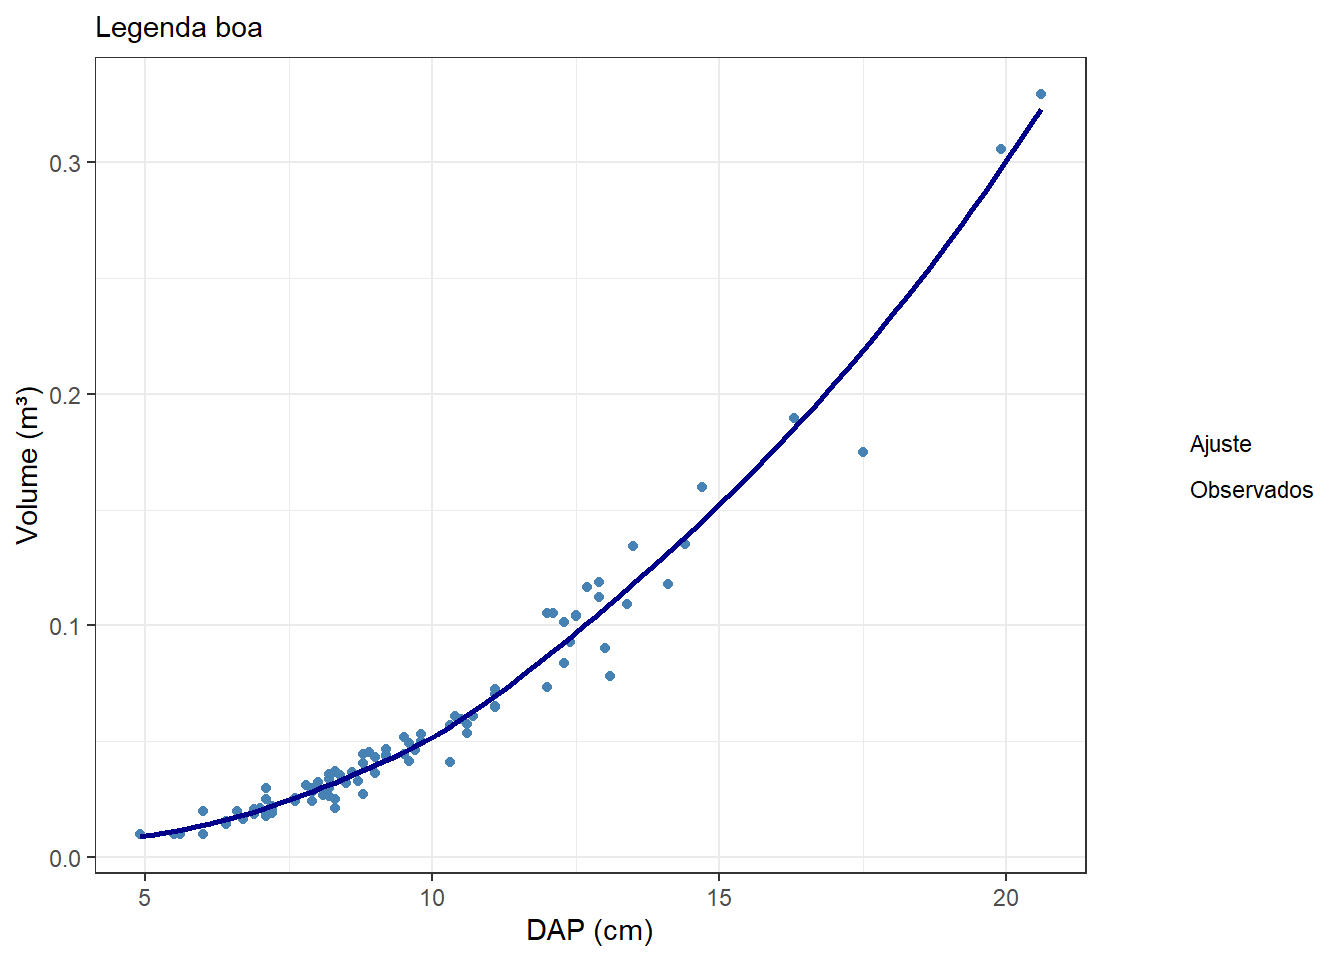 Legenda boa
Volume (m³)
0.3
0.2
0.1
0.0
5 10 15 20
DAP (cm)
Ajuste
Observados